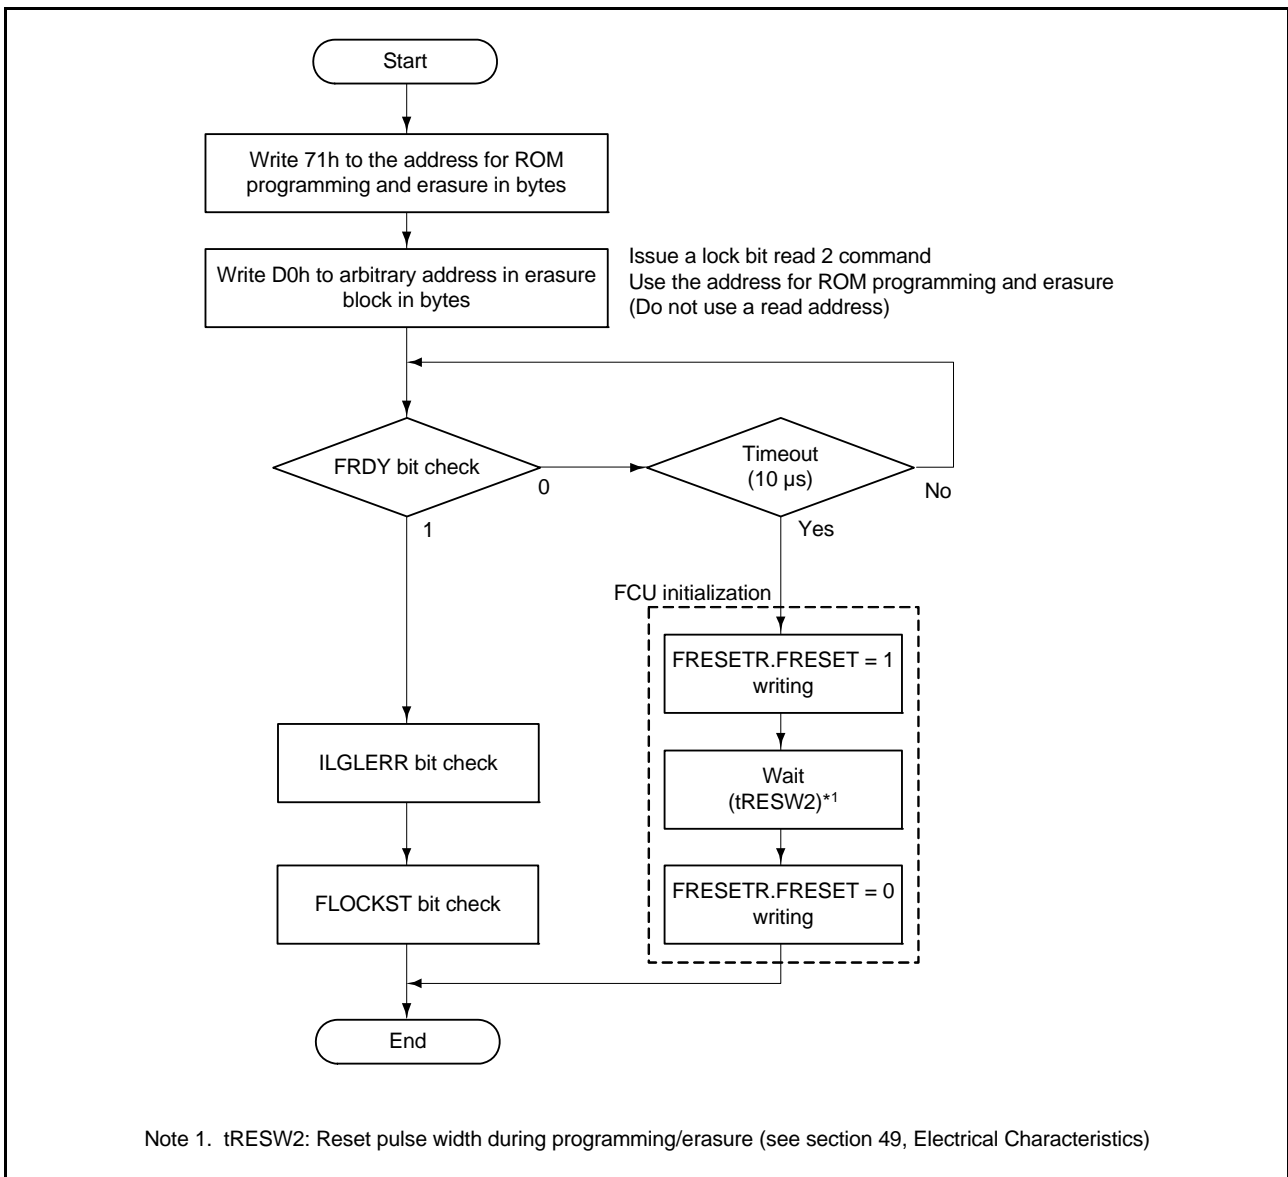 Start
Write 71h to the address for ROM
programming and erasure in bytes
Write D0h to arbitrary address in erasure
block in bytes
Issue a lock bit read 2 command
Use the address for ROM programming and erasure
(Do not use a read address)
FRDY bit check
0
1
Timeout
(10 µs)
No
Yes
FCU initialization
FRESETR.FRESET = 1
writing
Wait
(tRESW2)*1
FRESETR.FRESET = 0
writing
ILGLERR bit check
FLOCKST bit check
End
Note 1. tRESW2: Reset pulse width during programming/erasure (see section 49, Electrical Characteristics)